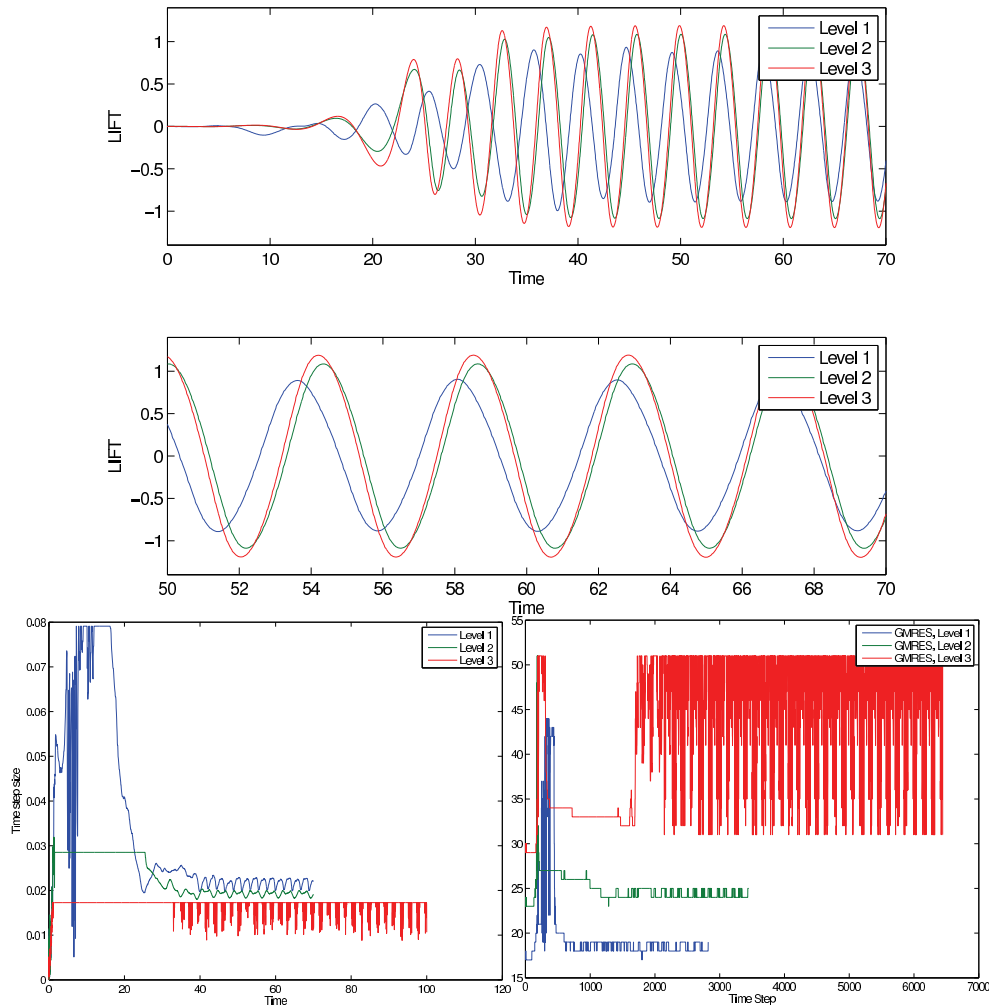 1
0.5
0
-0.5
-1
LIFT
0 10 20 30 40 50 60 70
Time
Level 1
Level 2
Level 3
1
0.5
0
-0.5
-1
LIFT
50 52 54 56 58 60 62 64 66 68 70
Time
Level 1
Level 2
Level 3
0.08
0.07
0.06
0.05
0.04
0.03
0.02
0.01
0
Time step size
0 20 40 60 80 100 120
Time
Level 1
Level 2
Level 3
55
50
45
40
35
30
25
20
15
0 1000 2000 3000 4000 5000 6000 7000
Time Step
GMRES, Level 1
GMRES, Level 2
GMRES, Level 3